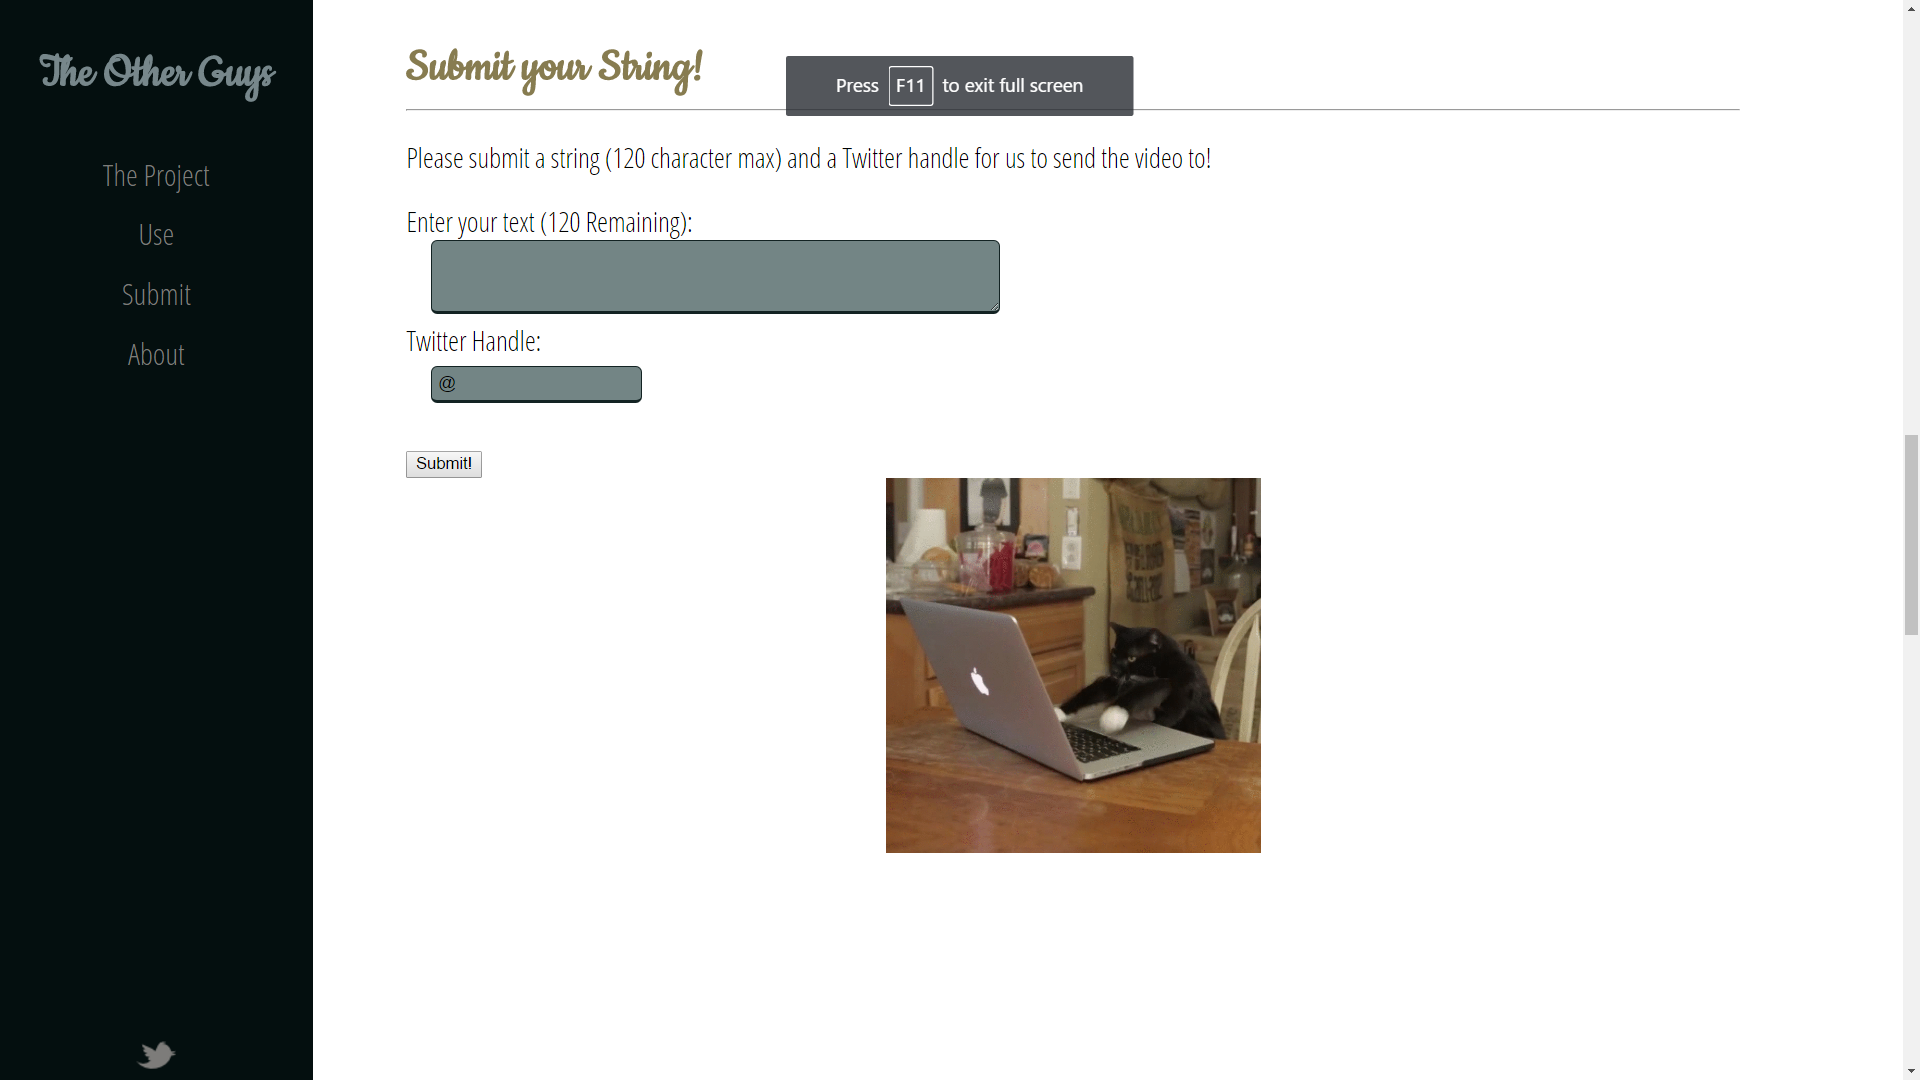 The Other Guys
The Project
Use
Submit
About
Submit your String!
Press F11 to exit full screen
Please submit a string (120 character max) and a Twitter handle for us to send the video to!
Enter your text (120 Remaining):
Twitter Handle:
@
Submit!